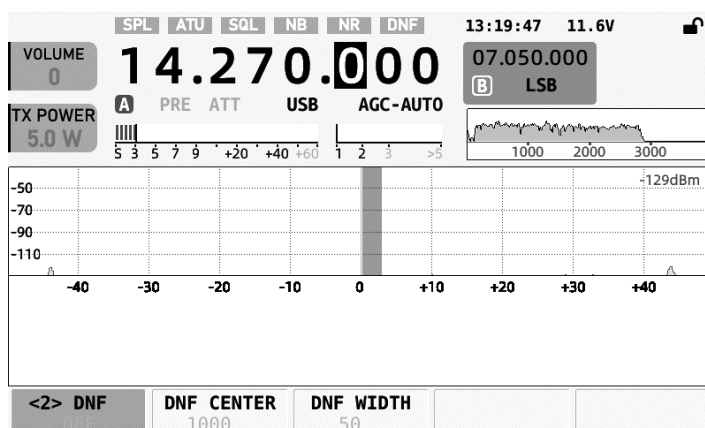 SPL ATU SQL NB NR DNF 13:19:47 11.6V
VOLUME
0
14.270.000
07.050.000
B LSB
A PRE ATT USB AGC-AUTO
TX POWER
5.0 W
S 3 5 7 9 +20 +40 +60 1 2 3 >5
1000 2000 3000
-129dBm
-50
-70
-90
-110
-40 -30 -20 -10 0 +10 +20 +30 +40
<2> DNF DNF CENTER DNF WIDTH
OFF 1000 50